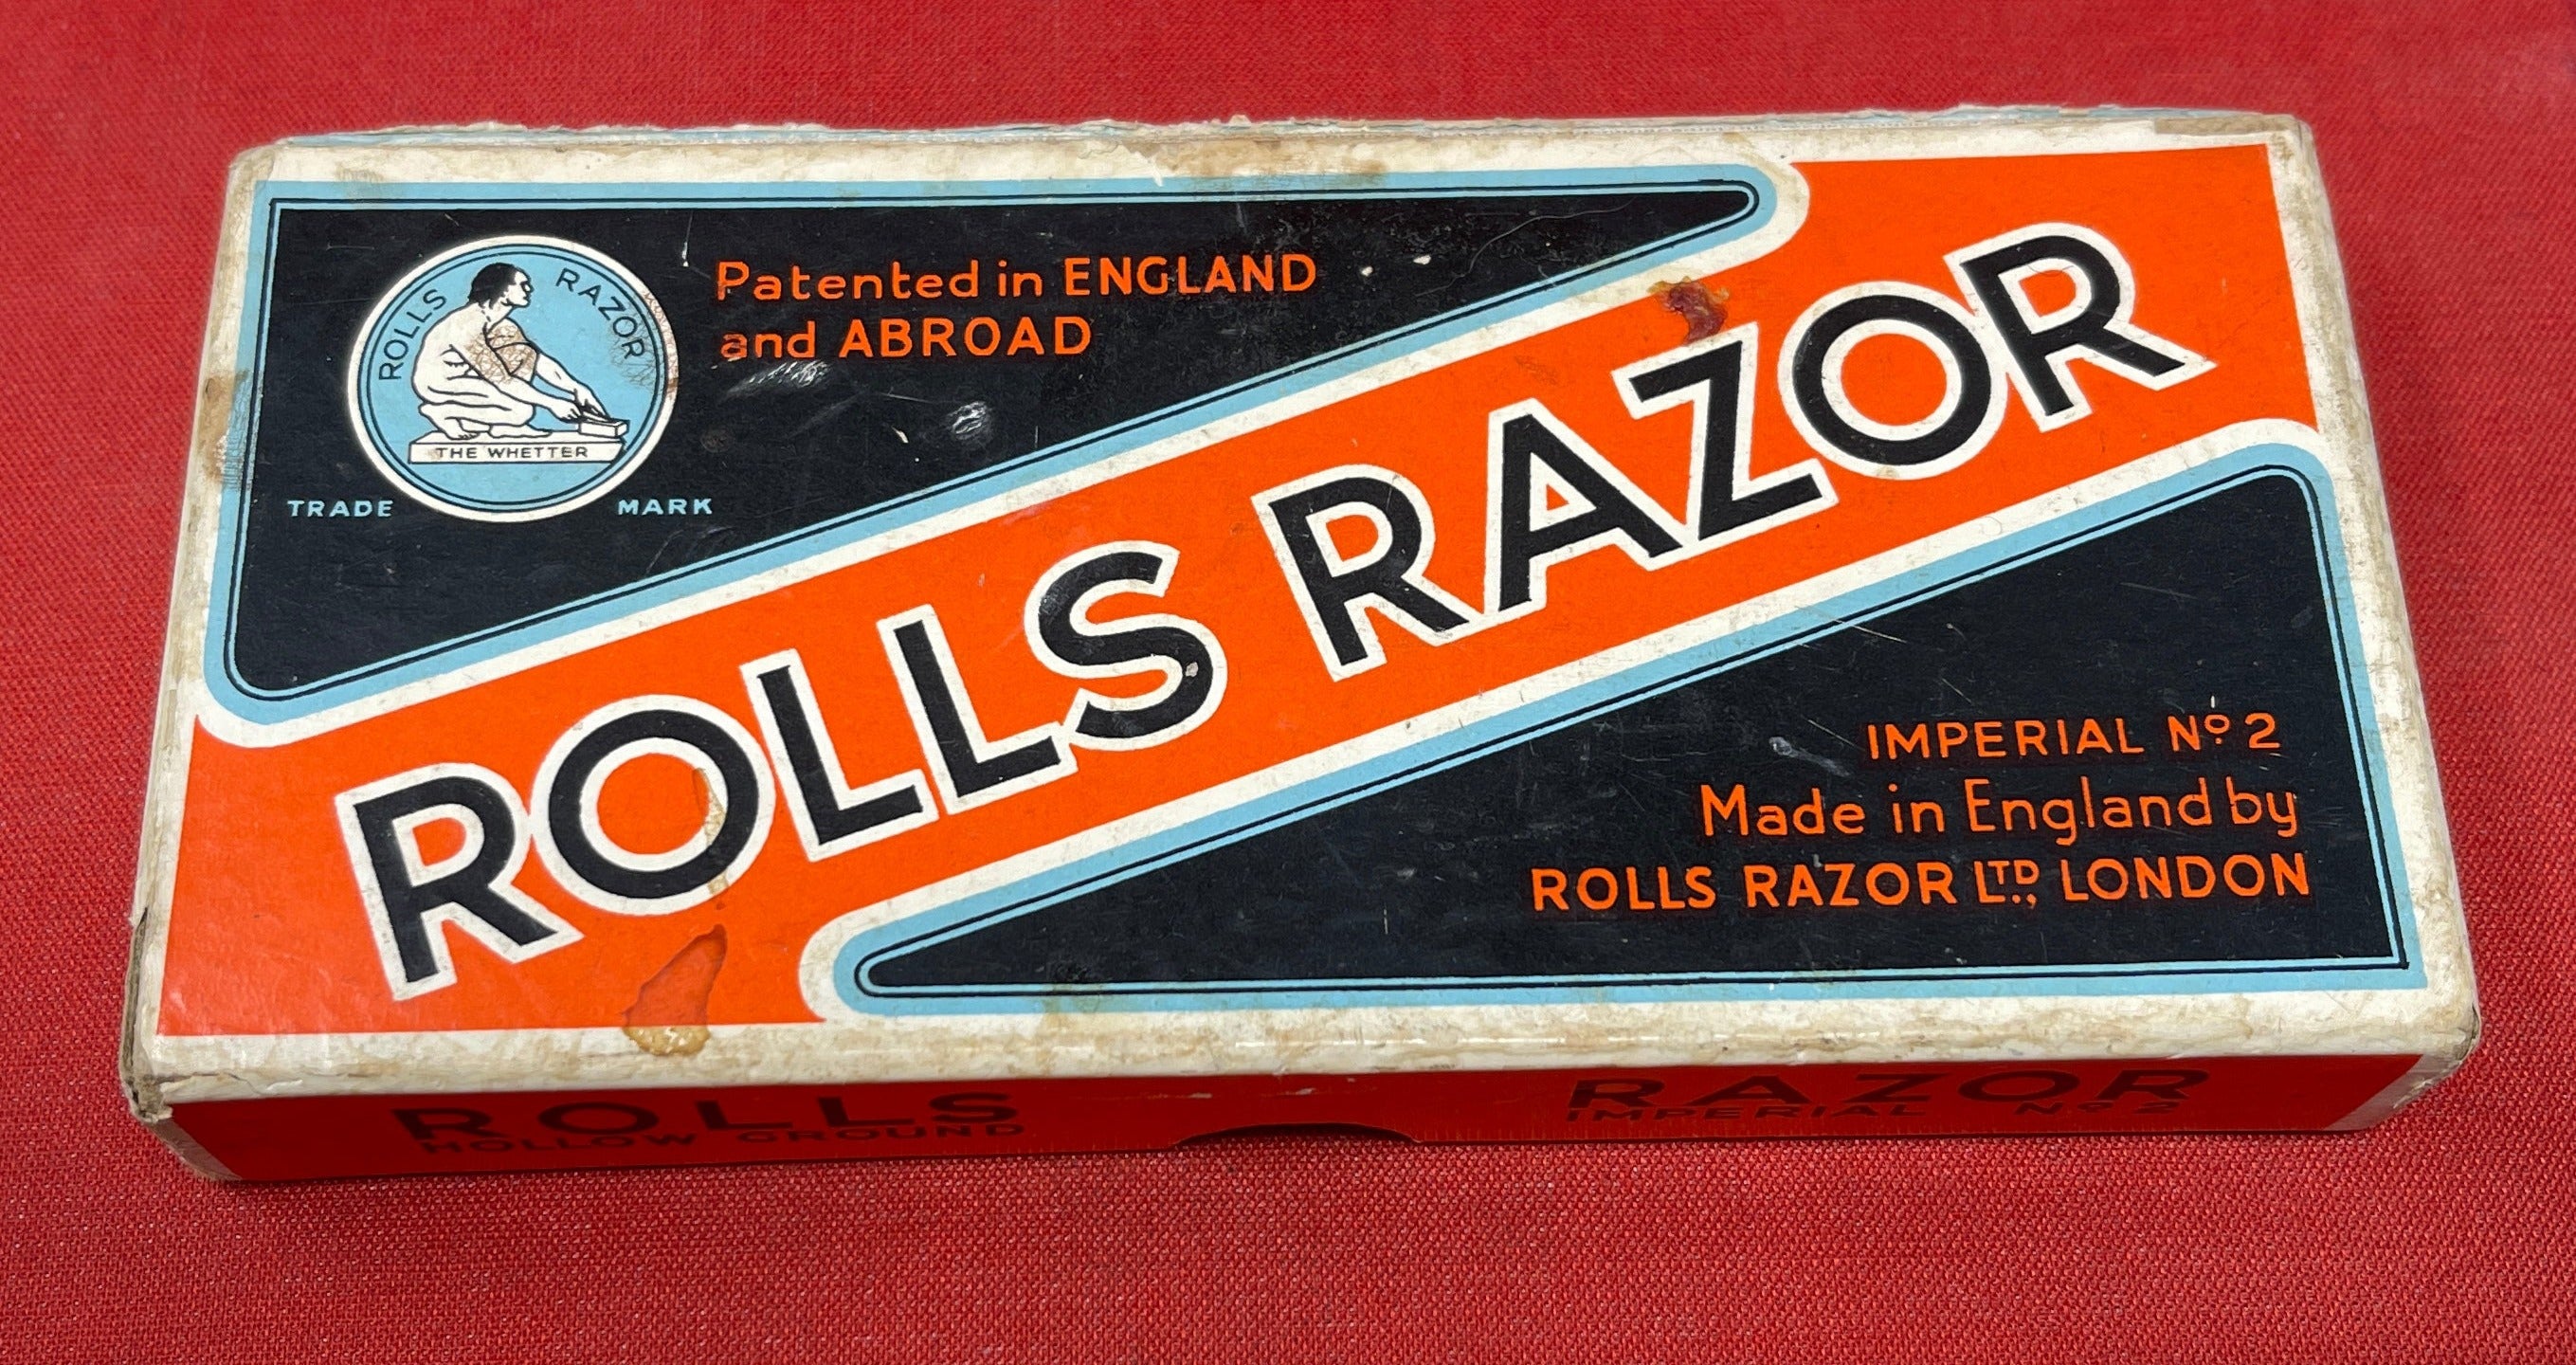 ROLLS RAZOR
THE WHETTER
TRADE MARK
Patented in ENGLAND
and ABROAD
ROLLS RAZOR
IMPERIAL Nº 2
Made in England by
ROLLS RAZOR LTD., LONDON
ROLLS RAZOR
HOLLOW GROUND IMPERIAL Nº 2